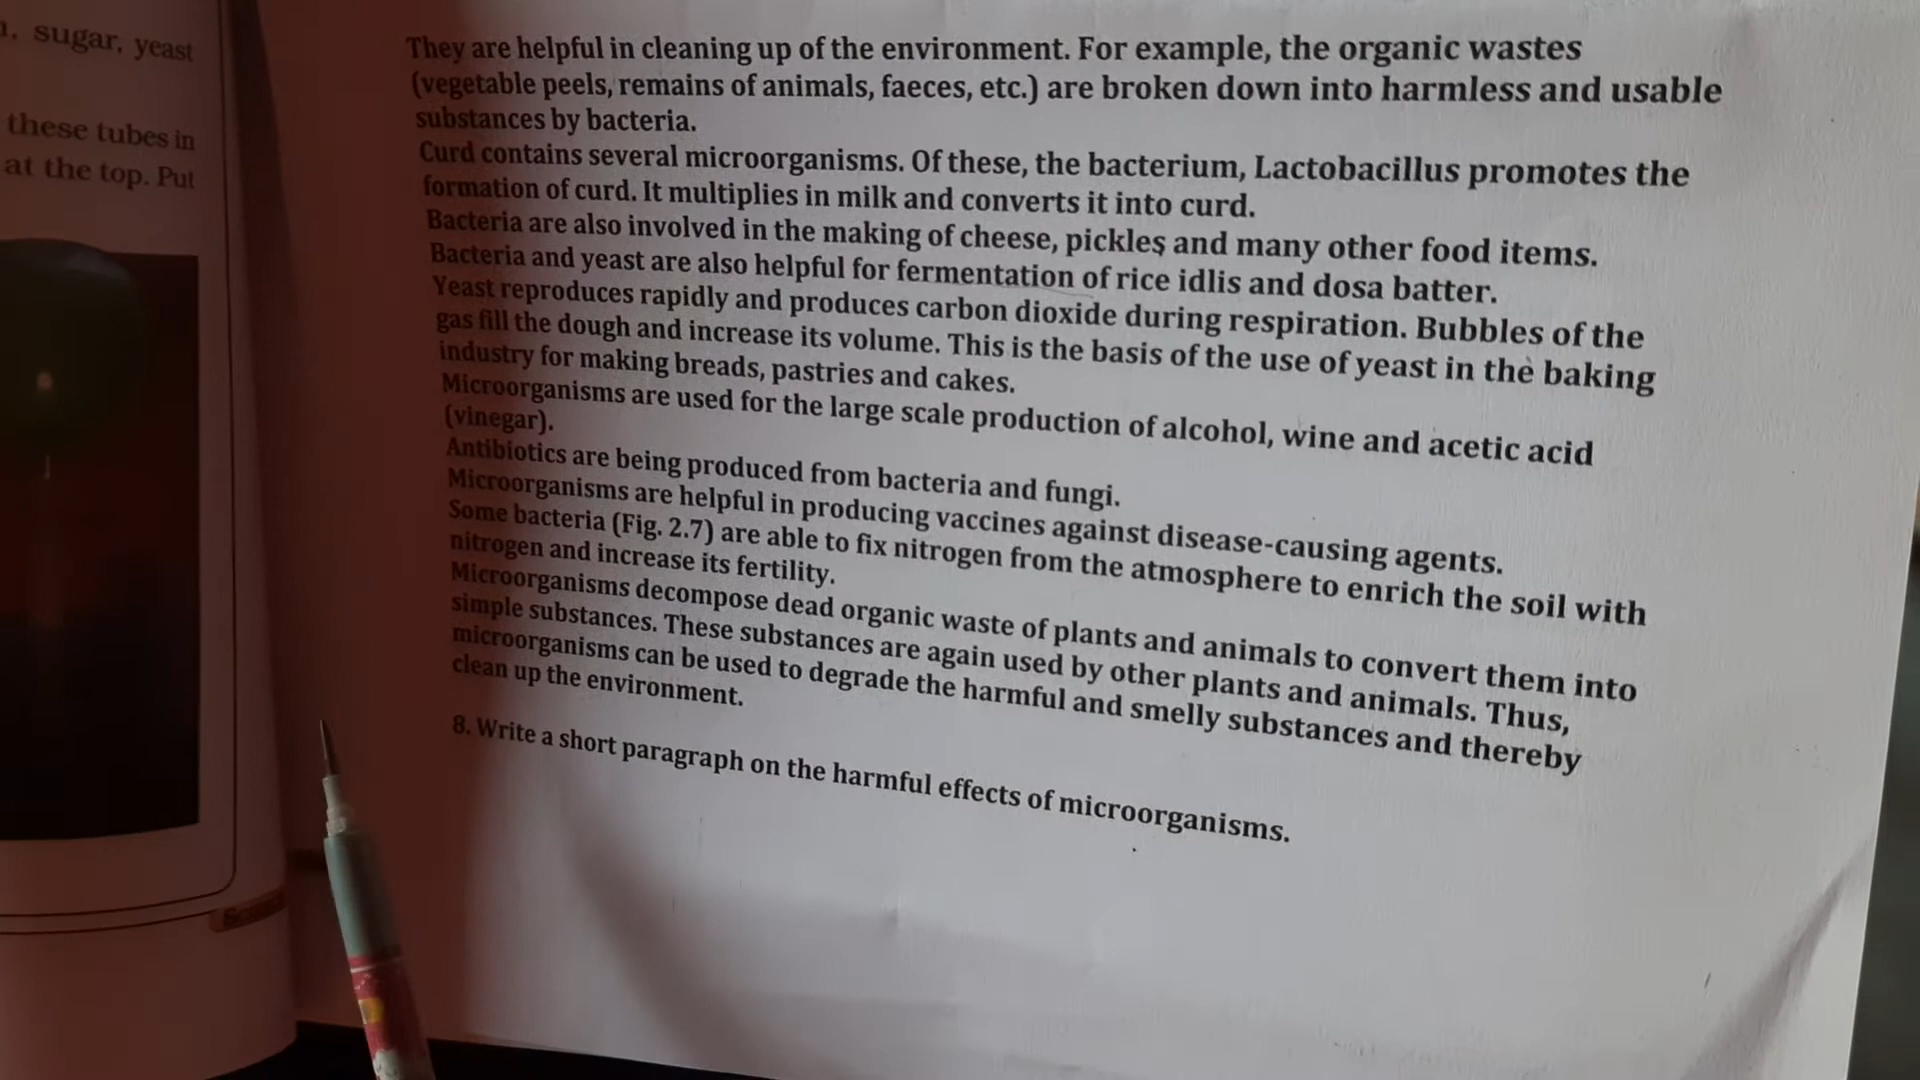 sugar, yeast
these tubes in
at the top. Put
They are helpful in cleaning up of the environment. For example, the organic wastes
(vegetable peels, remains of animals, faeces, etc.) are broken down into harmless and usable
substances by bacteria.
Curd contains several microorganisms. Of these, the bacterium, Lactobacillus promotes the
formation of curd. It multiplies in milk and converts it into curd.
Bacteria are also involved in the making of cheese, pickles and many other food items.
Bacteria and yeast are also helpful for fermentation of rice idlis and dosa batter.
Yeast reproduces rapidly and produces carbon dioxide during respiration. Bubbles of the
gas fill the dough and increase its volume. This is the basis of the use of yeast in the baking
industry for making breads, pastries and cakes.
Microorganisms are used for the large scale production of alcohol, wine and acetic acid
(vinegar).
Antibiotics are being produced from bacteria and fungi.
Microorganisms are helpful in producing vaccines against disease-causing agents.
Some bacteria (Fig. 2.7) are able to fix nitrogen from the atmosphere to enrich the soil with
nitrogen and increase its fertility.
Microorganisms decompose dead organic waste of plants and animals to convert them into
simple substances. These substances are again used by other plants and animals. Thus,
microorganisms can be used to degrade the harmful and smelly substances and thereby
clean up the environment.
8. Write a short paragraph on the harmful effects of microorganisms.